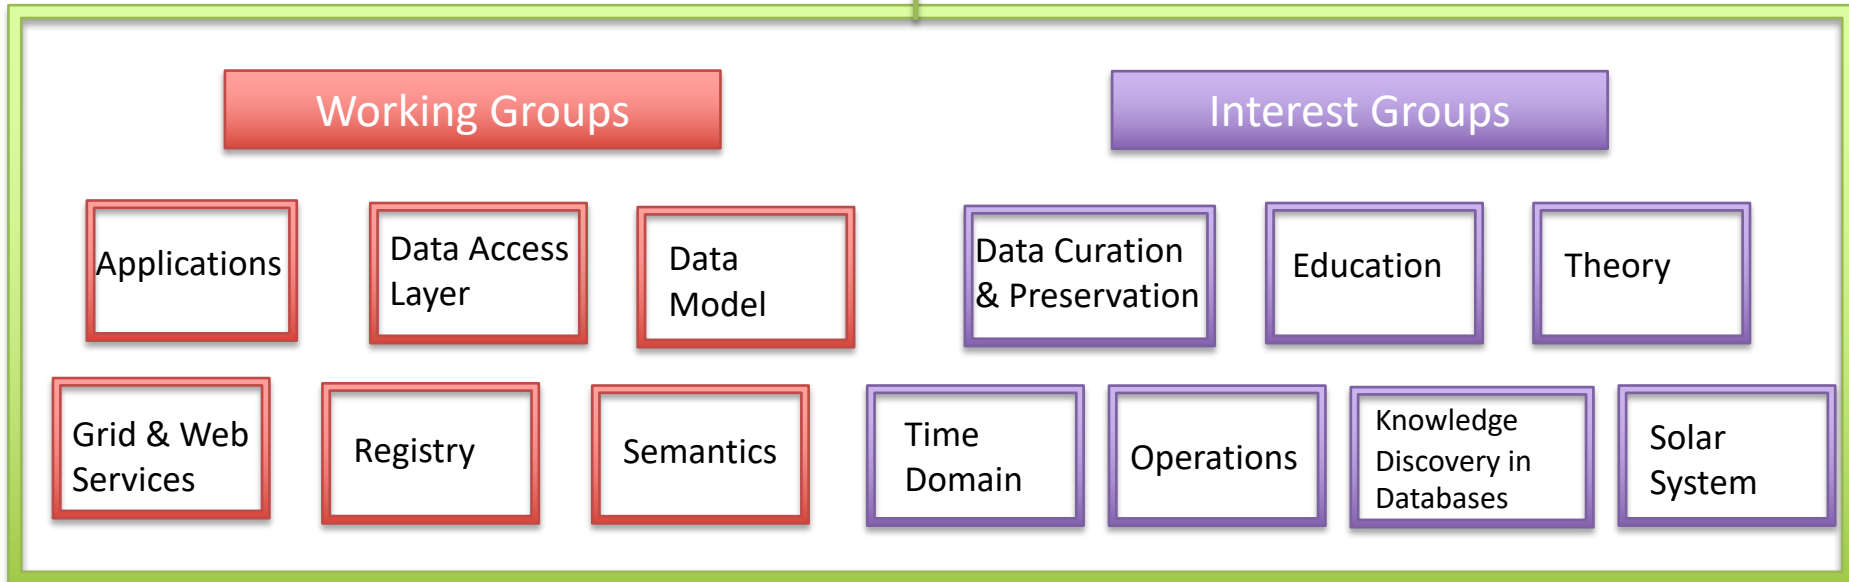 Working Groups
Interest Groups
Applications
Data Access
Layer
Data
Model
Data Curation
& Preservation
Education
Theory
Grid & Web
Services
Registry
Semantics
Time
Domain
Operations
Knowledge
Discovery in
Databases
Solar
System